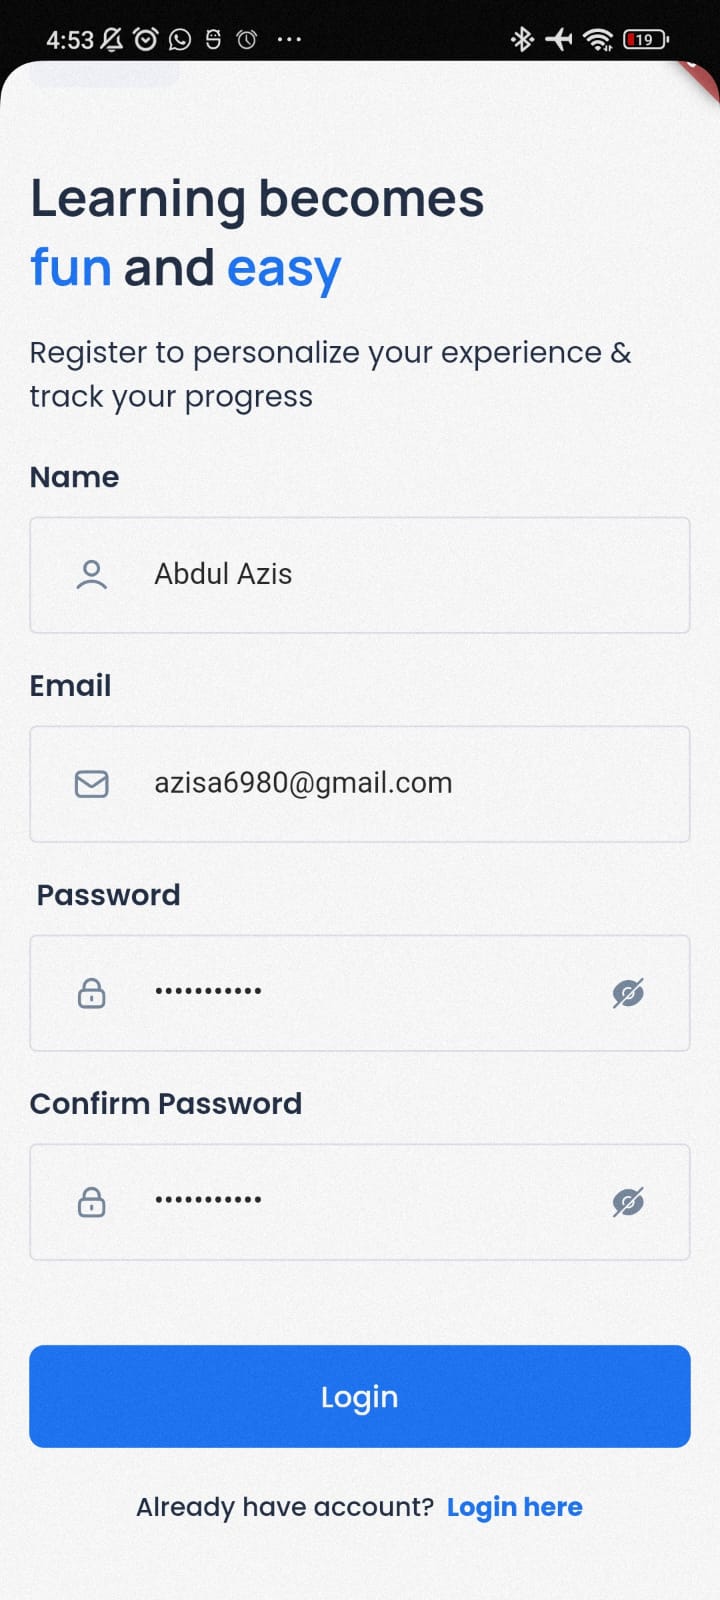 4:53
19
Learning becomes
fun and easy
Register to personalize your experience &
track your progress
Name
Abdul Azis
Email
azisa6980@gmail.com
Password
•••••••••••
Confirm Password
•••••••••••
Login
Already have account? Login here